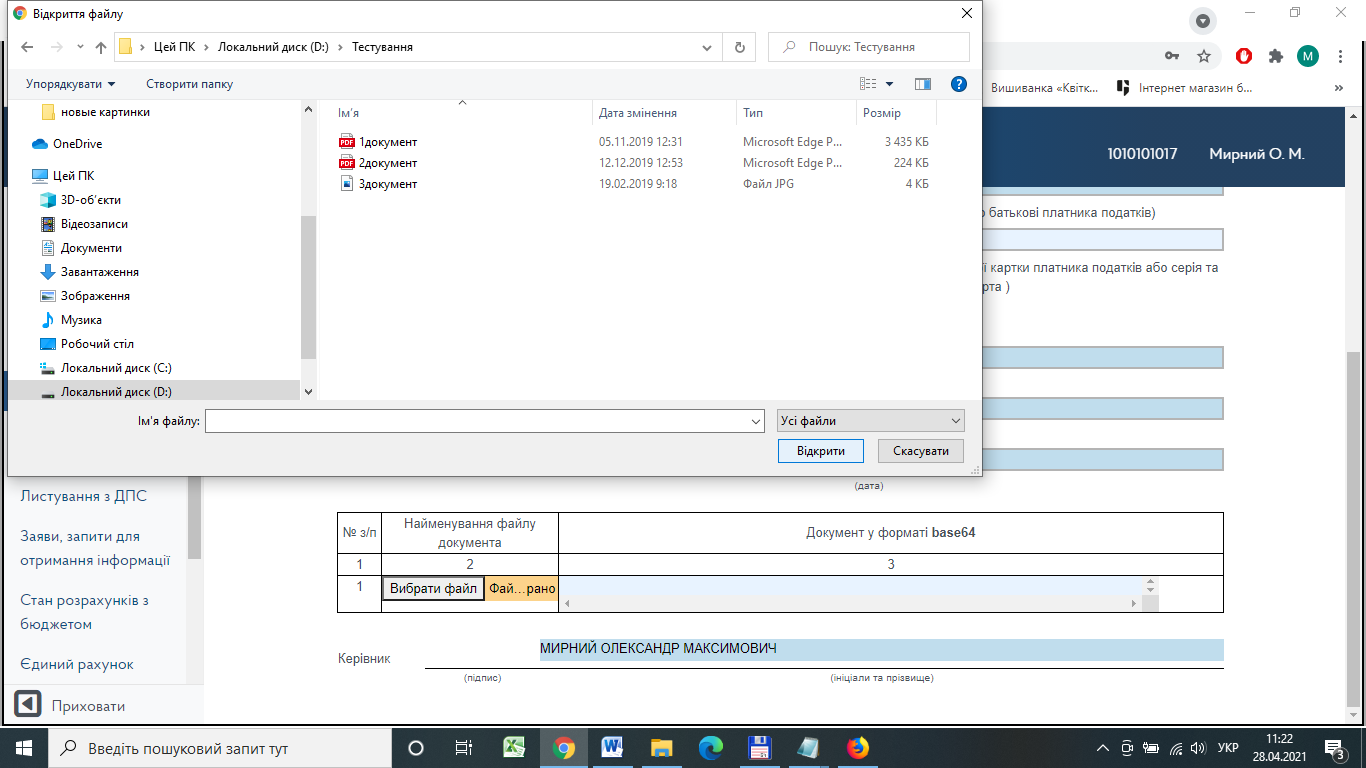 Відкриття файлу
Цей ПК › Локальний диск (D:) › Тестування
Пошук: Тестування
Упорядкувати
Створити папку
новые картинки
OneDrive
Цей ПК
3D-об'єкти
Відеозаписи
Документи
Завантаження
Зображення
Музика
Робочий стіл
Локальний диск (C:)
Локальний диск (D:)
Ім'я Дата змінення Тип Розмір
1документ 05.11.2019 12:31 Microsoft Edge P... 3 435 КБ
2документ 12.12.2019 12:53 Microsoft Edge P... 224 КБ
3документ 19.02.2019 9:18 Файл JPG 4 КБ
Ім'я файлу:
Усі файли
Відкрити
Скасувати
M
Вишиванка «Квітк...
Інтернет магазин б...
»
1010101017 Мирний О. М.
батькові платника податків)
ї картки платника податків або серія та
рта )
(дата)
Листування з ДПС
Заяви, запити для
отримання інформації
Стан розрахунків з
бюджетом
Єдиний рахунок
Приховати
№ з/п
Найменування файлу
документа
Документ у форматі base64
1 2 3
1
Вибрати файл
Фай...рано
Керівник
МИРНИЙ ОЛЕКСАНДР МАКСИМОВИЧ
(підпис)
(ініціали та прізвище)
Введіть пошуковий запит тут
УКР
11:22
28.04.2021
3